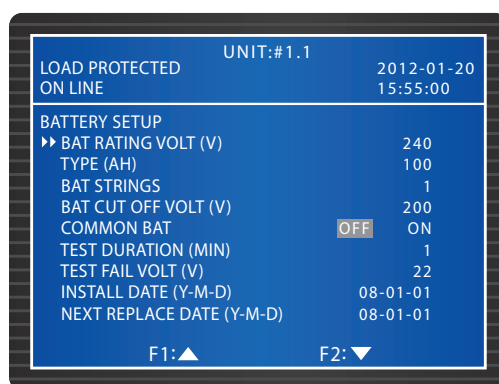 UNIT:#1.1
LOAD PROTECTED 2012-01-20
ON LINE 15:55:00
BATTERY SETUP
BAT RATING VOLT (V) 240
TYPE (AH) 100
BAT STRINGS 1
BAT CUT OFF VOLT (V) 200
COMMON BAT OFF ON
TEST DURATION (MIN) 1
TEST FAIL VOLT (V) 22
INSTALL DATE (Y-M-D) 08-01-01
NEXT REPLACE DATE (Y-M-D) 08-01-01
F1:▲ F2:▼